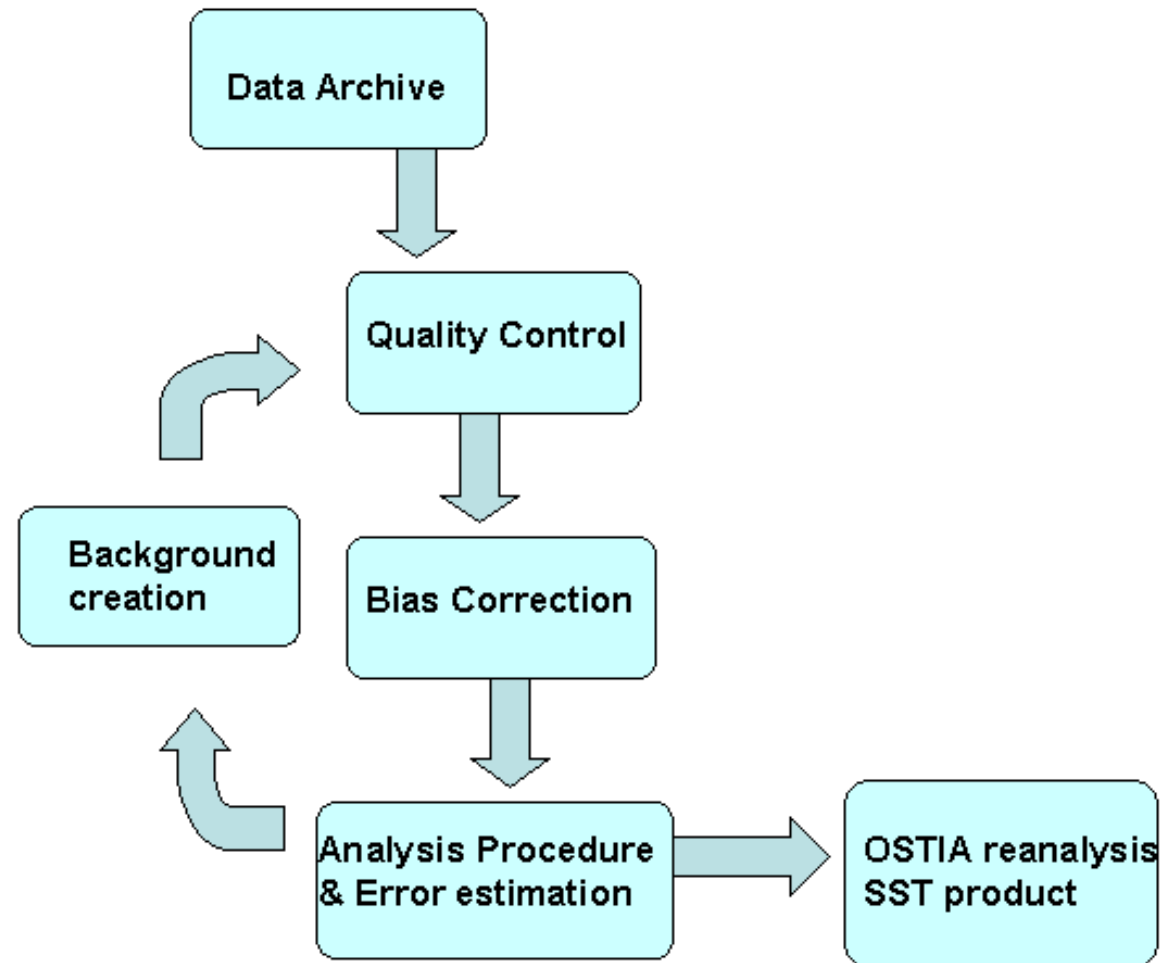 Data Archive
Quality Control
Background
creation
Bias Correction
Analysis Procedure
& Error estimation
OSTIA reanalysis
SST product